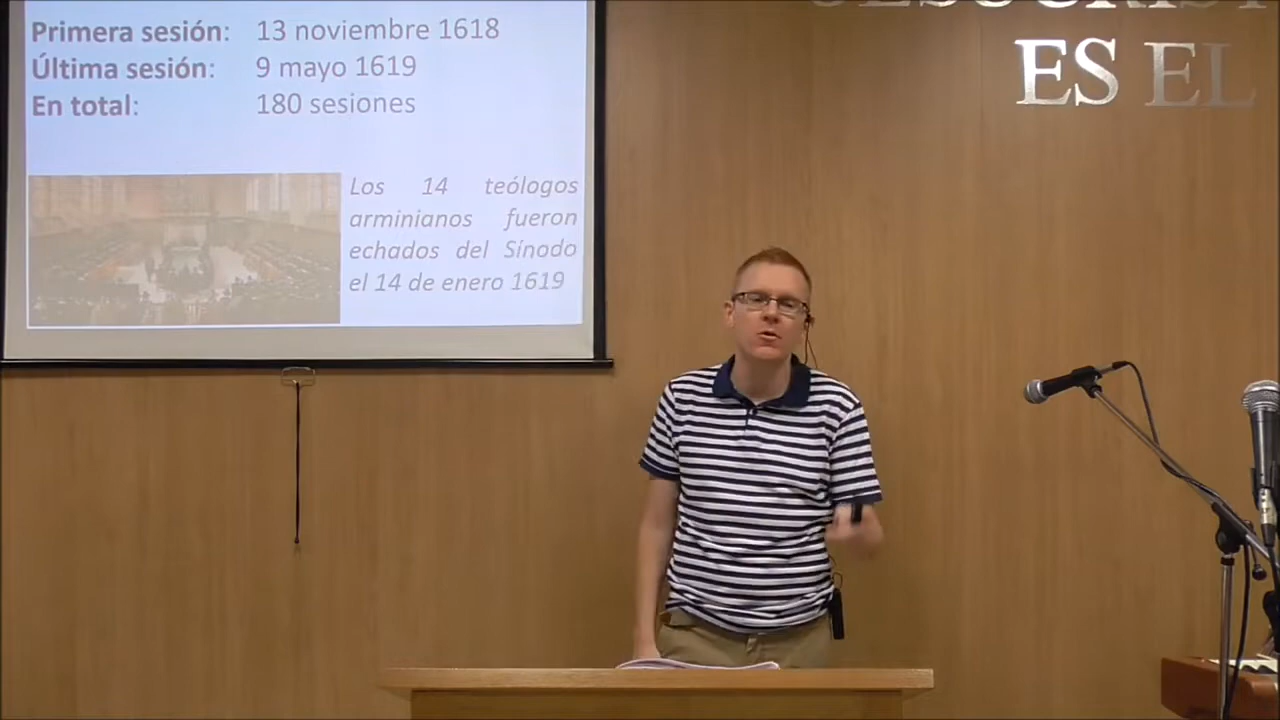 Primera sesión: 13 noviembre 1618
Última sesión: 9 mayo 1619
En total: 180 sesiones
Los 14 teólogos
arminianos fueron
echados del Sínodo
el 14 de enero 1619
ES EL